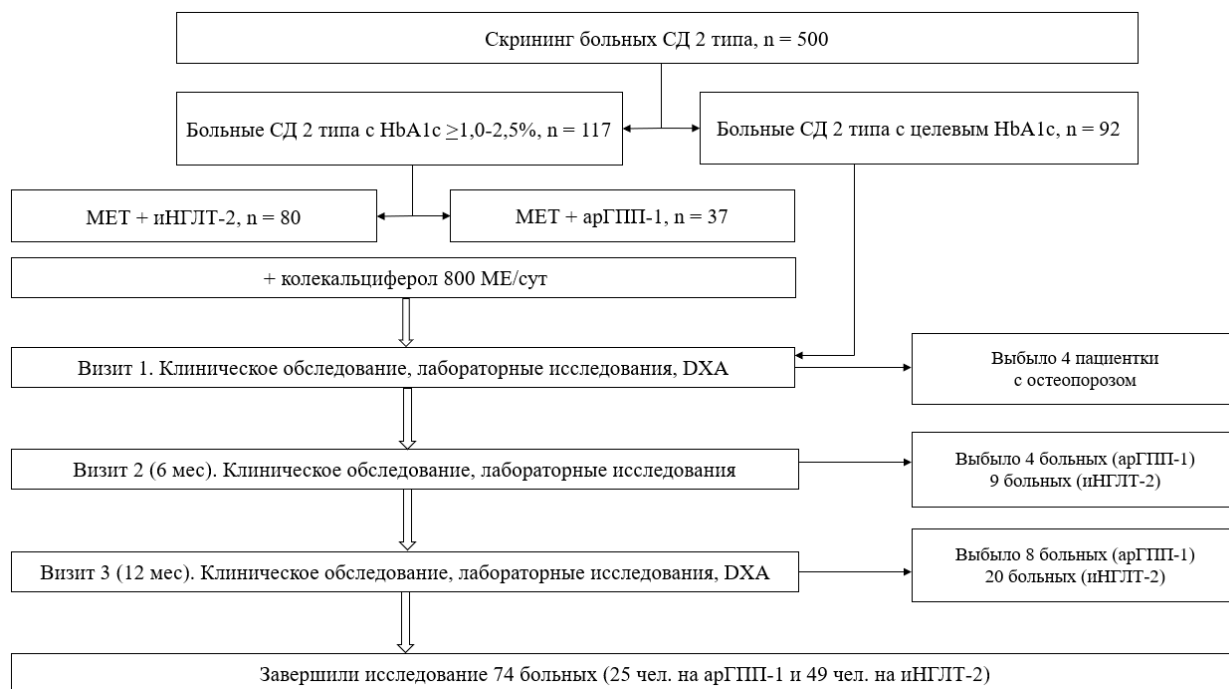 Скрининг больных СД 2 типа, n = 500
Больные СД 2 типа с HbA1c ≥1,0-2,5%, n = 117
Больные СД 2 типа с целевым HbA1c, n = 92
МЕТ + иНГЛТ-2, n = 80
МЕТ + арГПП-1, n = 37
+ колекальциферол 800 МЕ/сут
Визит 1. Клиническое обследование, лабораторные исследования, DXA
Выбыло 4 пациентки
с остеопорозом
Визит 2 (6 мес). Клиническое обследование, лабораторные исследования
Выбыло 4 больных (арГПП-1)
9 больных (иНГЛТ-2)
Визит 3 (12 мес). Клиническое обследование, лабораторные исследования, DXA
Выбыло 8 больных (арГПП-1)
20 больных (иНГЛТ-2)
Завершили исследование 74 больных (25 чел. на арГПП-1 и 49 чел. на иНГЛТ-2)